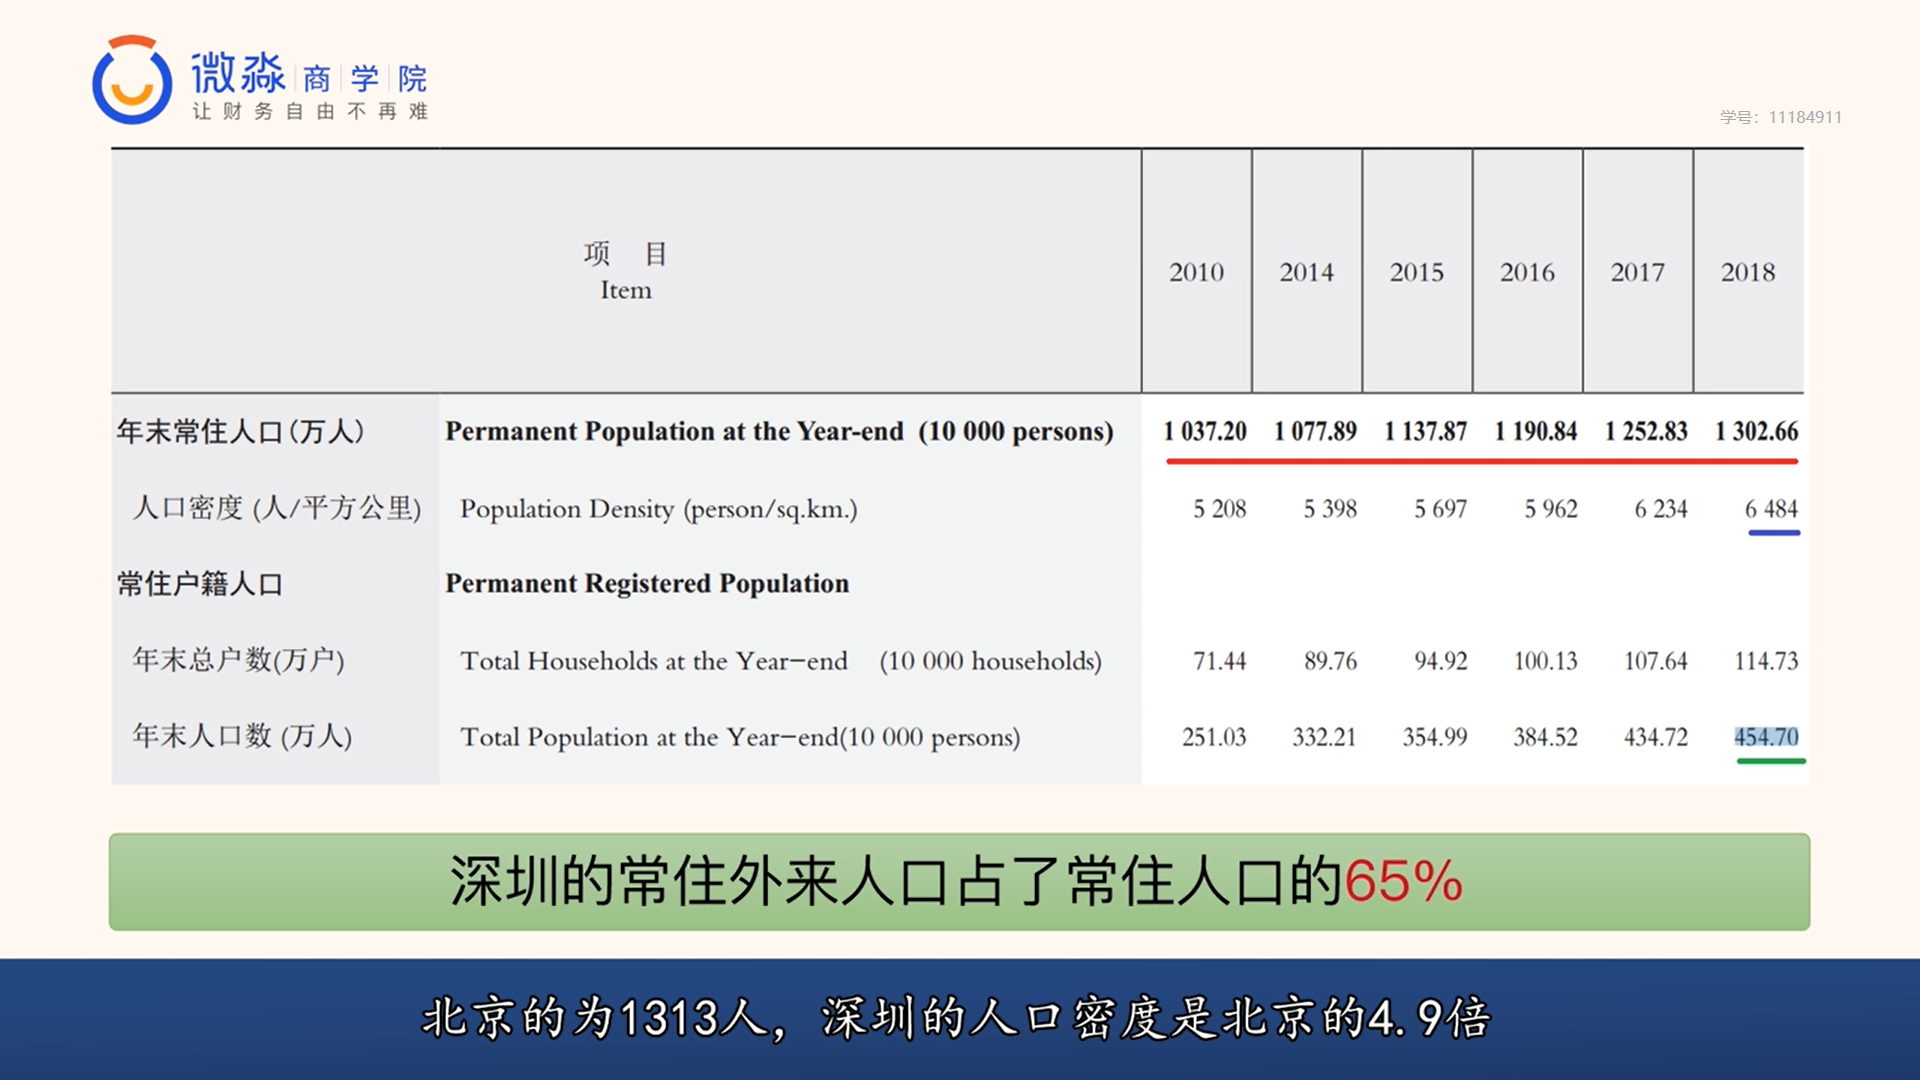 微淼 商 学 院
让财务自由不再难
学号：11184911
项 目
Item
2010 2014 2015 2016 2017 2018
年末常住人口(万人) Permanent Population at the Year-end (10 000 persons) 1 037.20 1 077.89 1 137.87 1 190.84 1 252.83 1 302.66
人口密度 (人/平方公里) Population Density (person/sq.km.) 5 208 5 398 5 697 5 962 6 234 6 484
常住户籍人口 Permanent Registered Population
年末总户数(万户) Total Households at the Year-end (10 000 households) 71.44 89.76 94.92 100.13 107.64 114.73
年末人口数 (万人) Total Population at the Year-end(10 000 persons) 251.03 332.21 354.99 384.52 434.72 454.70
深圳的常住外来人口占了常住人口的65%
北京的为1313人，深圳的人口密度是北京的4.9倍